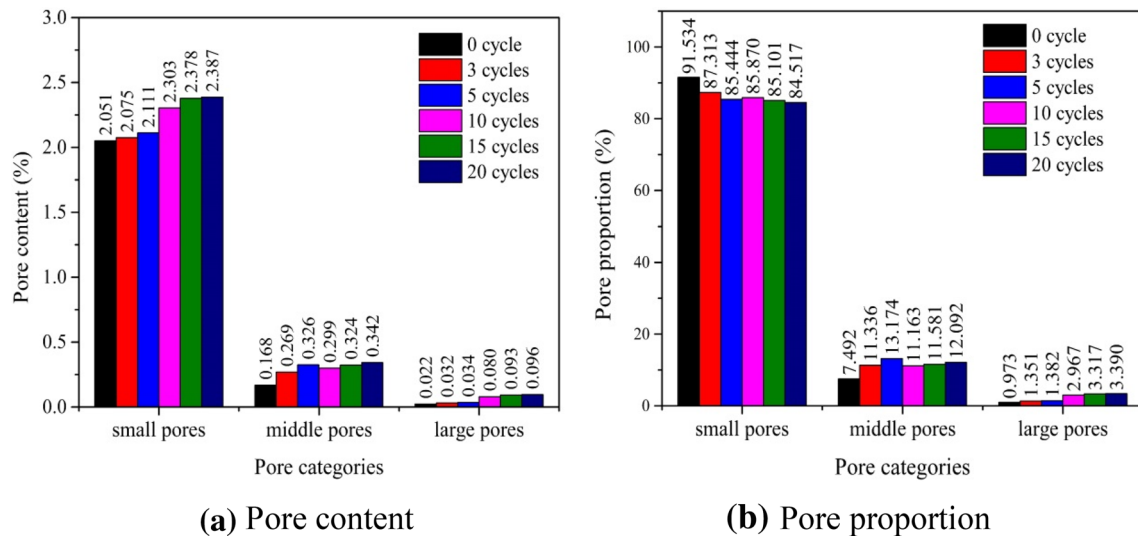 3.0
2.5
2.0
1.5
1.0
0.5
0.0
Pore content (%)
2.051
2.075
2.111
2.303
2.378
2.387
0.168
0.269
0.326
0.299
0.324
0.342
0.022
0.032
0.034
0.080
0.093
0.096
0 cycle
3 cycles
5 cycles
10 cycles
15 cycles
20 cycles
small pores
middle pores
large pores
Pore categories
(a) Pore content
100
80
60
40
20
0
Pore proportion (%)
91.534
87.313
85.444
85.870
85.101
84.517
7.492
11.336
13.174
11.163
11.581
12.092
0.973
1.351
1.382
2.967
3.317
3.390
0 cycle
3 cycles
5 cycles
10 cycles
15 cycles
20 cycles
small pores
middle pores
large pores
Pore categories
(b) Pore proportion